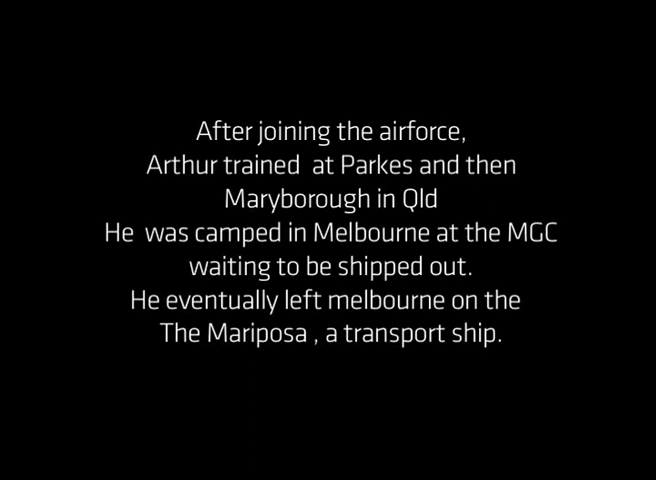 After joining the airforce,
Arthur trained  at Parkes and then
Maryborough in Qld
He  was camped in Melbourne at the MGC
waiting to be shipped out.
He eventually left melbourne on the
The Mariposa , a transport ship.